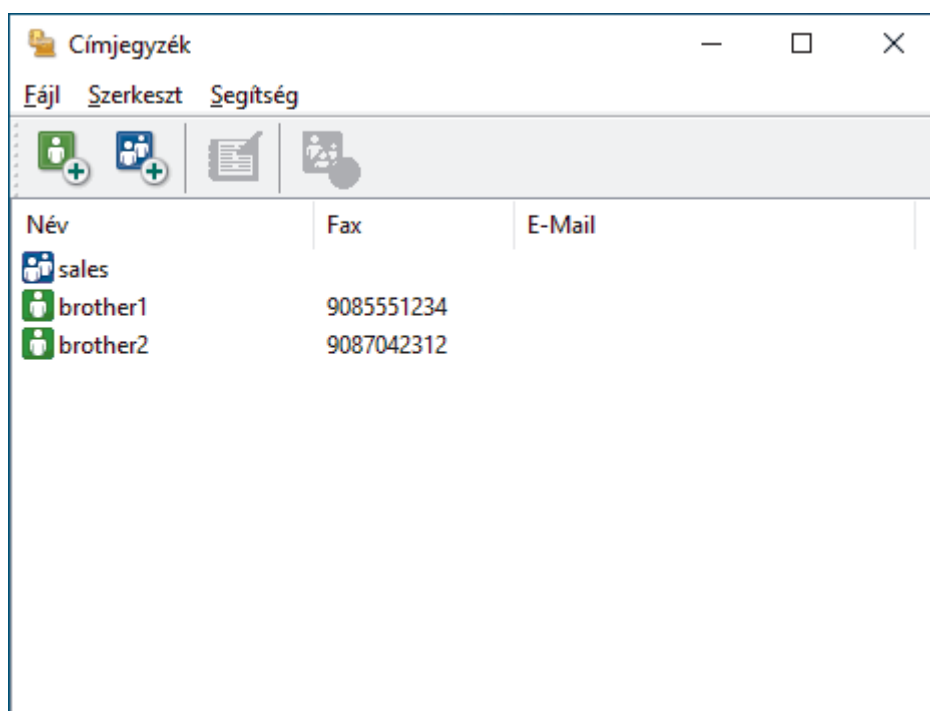 Címjegyzék
Fájl Szerkeszt Segítség
Név Fax E-Mail
sales
brother1 9085551234
brother2 9087042312